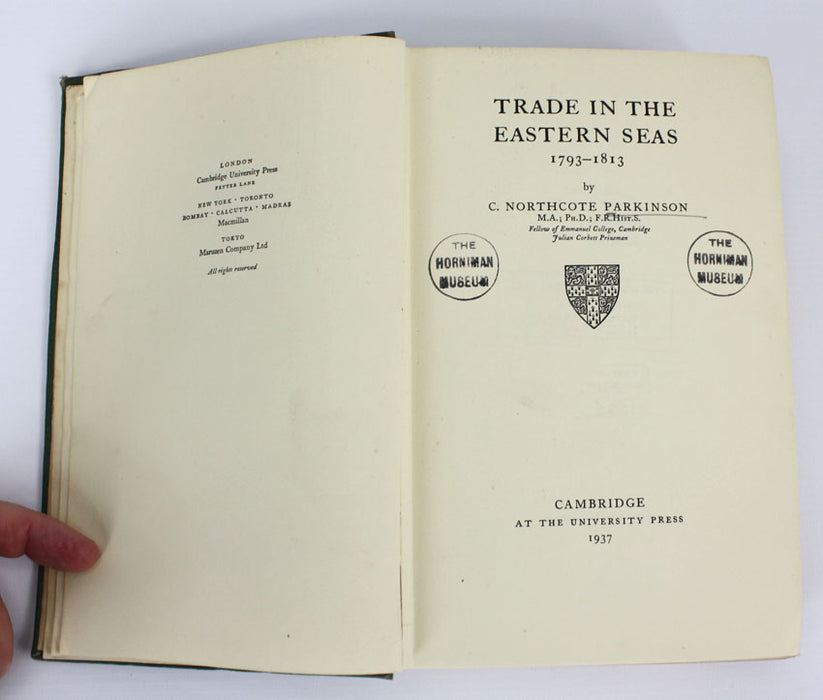 LONDON
Cambridge University Press
FETTER LANE
NEW YORK · TORONTO
BOMBAY · CALCUTTA · MADRAS
Macmillan
TOKYO
Maruzen Company Ltd
All rights reserved
TRADE IN THE
EASTERN SEAS
1793–1813
by
C. NORTHCOTE PARKINSON
M.A.; PH.D.; F.R.HIST.S.
Fellow of Emmanuel College, Cambridge
Julian Corbett Prizeman
THE
HORNIMAN
MUSEUM
THE
HORNIMAN
MUSEUM
CAMBRIDGE
AT THE UNIVERSITY PRESS
1937